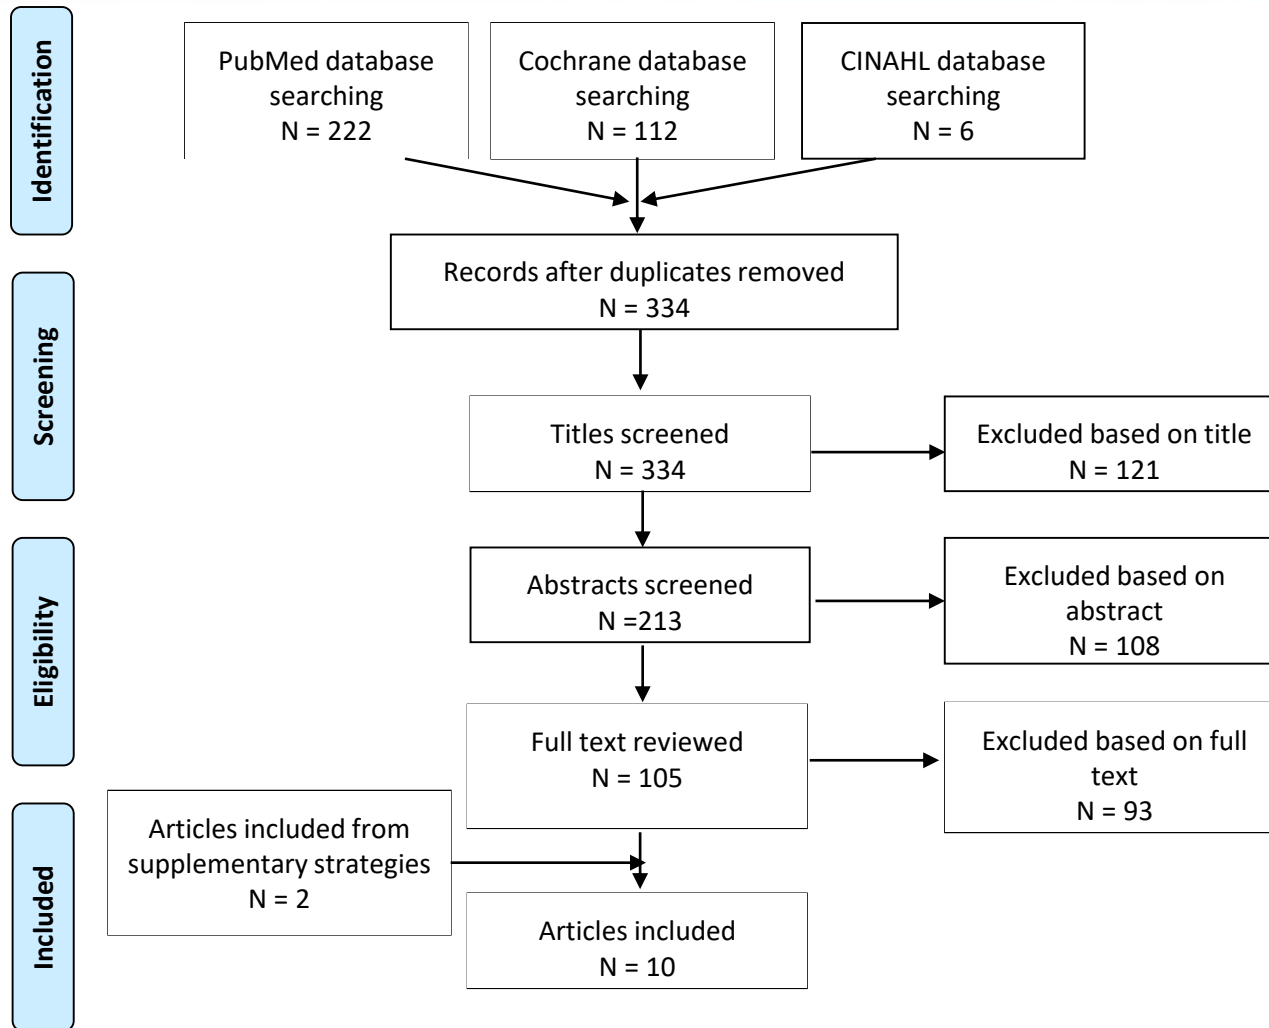 Identification
PubMed database
searching
N = 222
Cochrane database
searching
N = 112
CINAHL database
searching
N = 6
Records after duplicates removed
N = 334
Screening
Titles screened
N = 334
Excluded based on title
N = 121
Eligibility
Abstracts screened
N =213
Excluded based on
abstract
N = 108
Full text reviewed
N = 105
Excluded based on full
text
N = 93
Included
Articles included from
supplementary strategies
N = 2
Articles included
N = 10